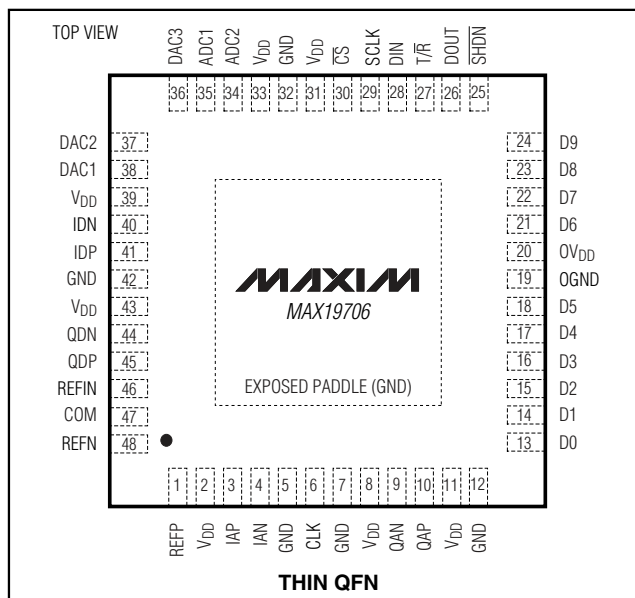 TOP VIEW
DAC3 ADC1 ADC2 VDD GND VDD C̅S̅ SCLK DIN T̅/R DOUT S̅H̅D̅N̅
36 35 34 33 32 31 30 29 28 27 26 25
DAC2 37
DAC1 38
VDD 39
IDN 40
IDP 41
GND 42
VDD 43
QDN 44
QDP 45
REFIN 46
COM 47
REFN 48
24 D9
23 D8
22 D7
21 D6
20 OVDD
19 OGND
18 D5
17 D4
16 D3
15 D2
14 D1
13 D0
MAXIM
MAX19706
EXPOSED PADDLE (GND)
1 2 3 4 5 6 7 8 9 10 11 12
REFP VDD IAP IAN GND CLK GND VDD QAN QAP VDD GND
THIN QFN